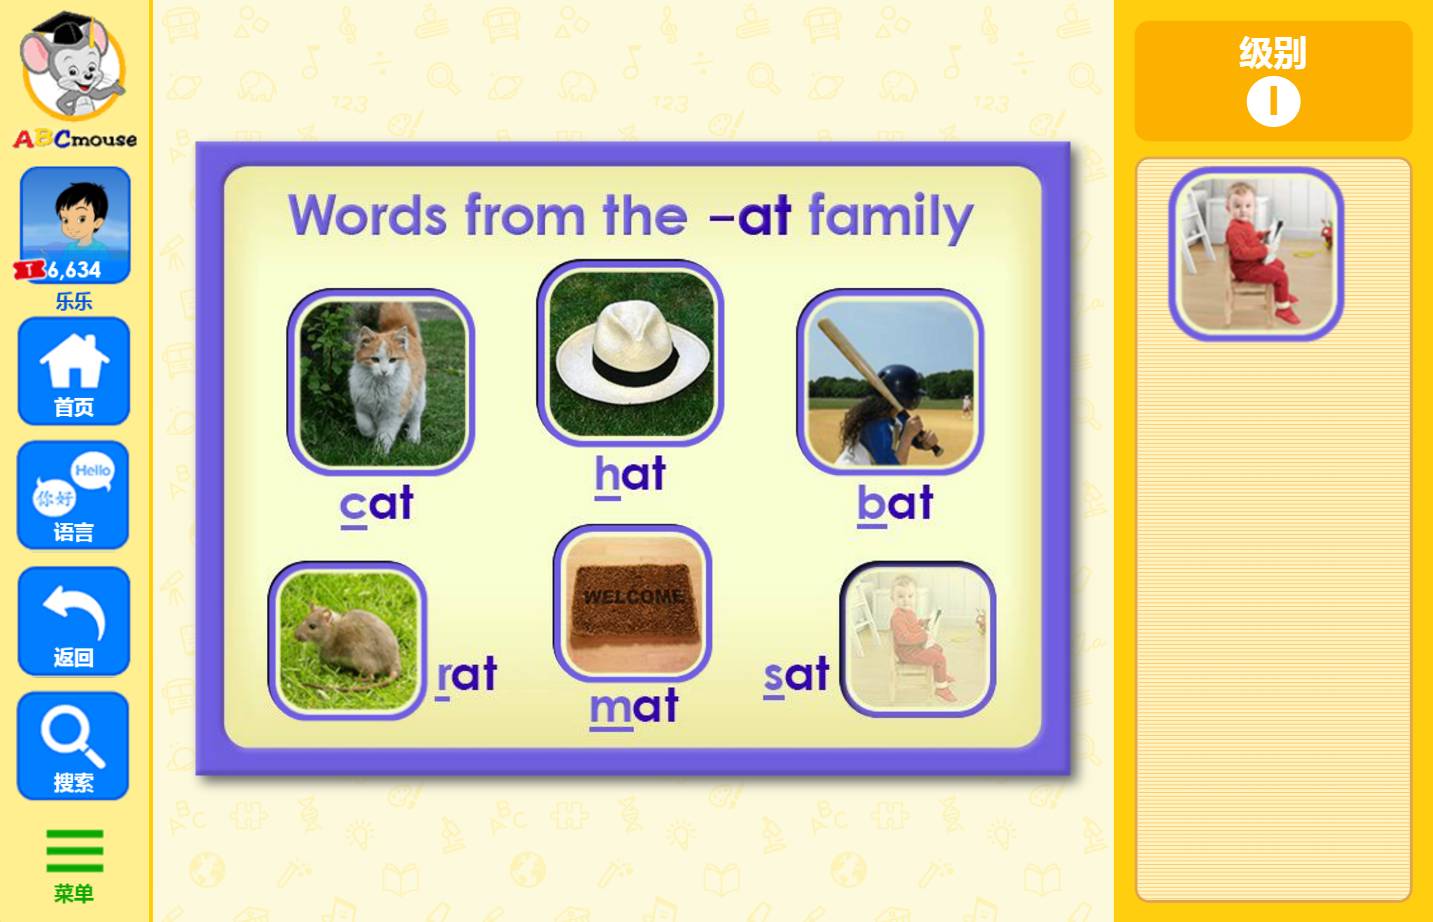 ABCmouse
T 6,634
乐乐
首页
Hello
你好
语言
返回
搜索
菜单
Words from the –at family
cat
hat
bat
rat
WELCOME
mat
sat
级别
1